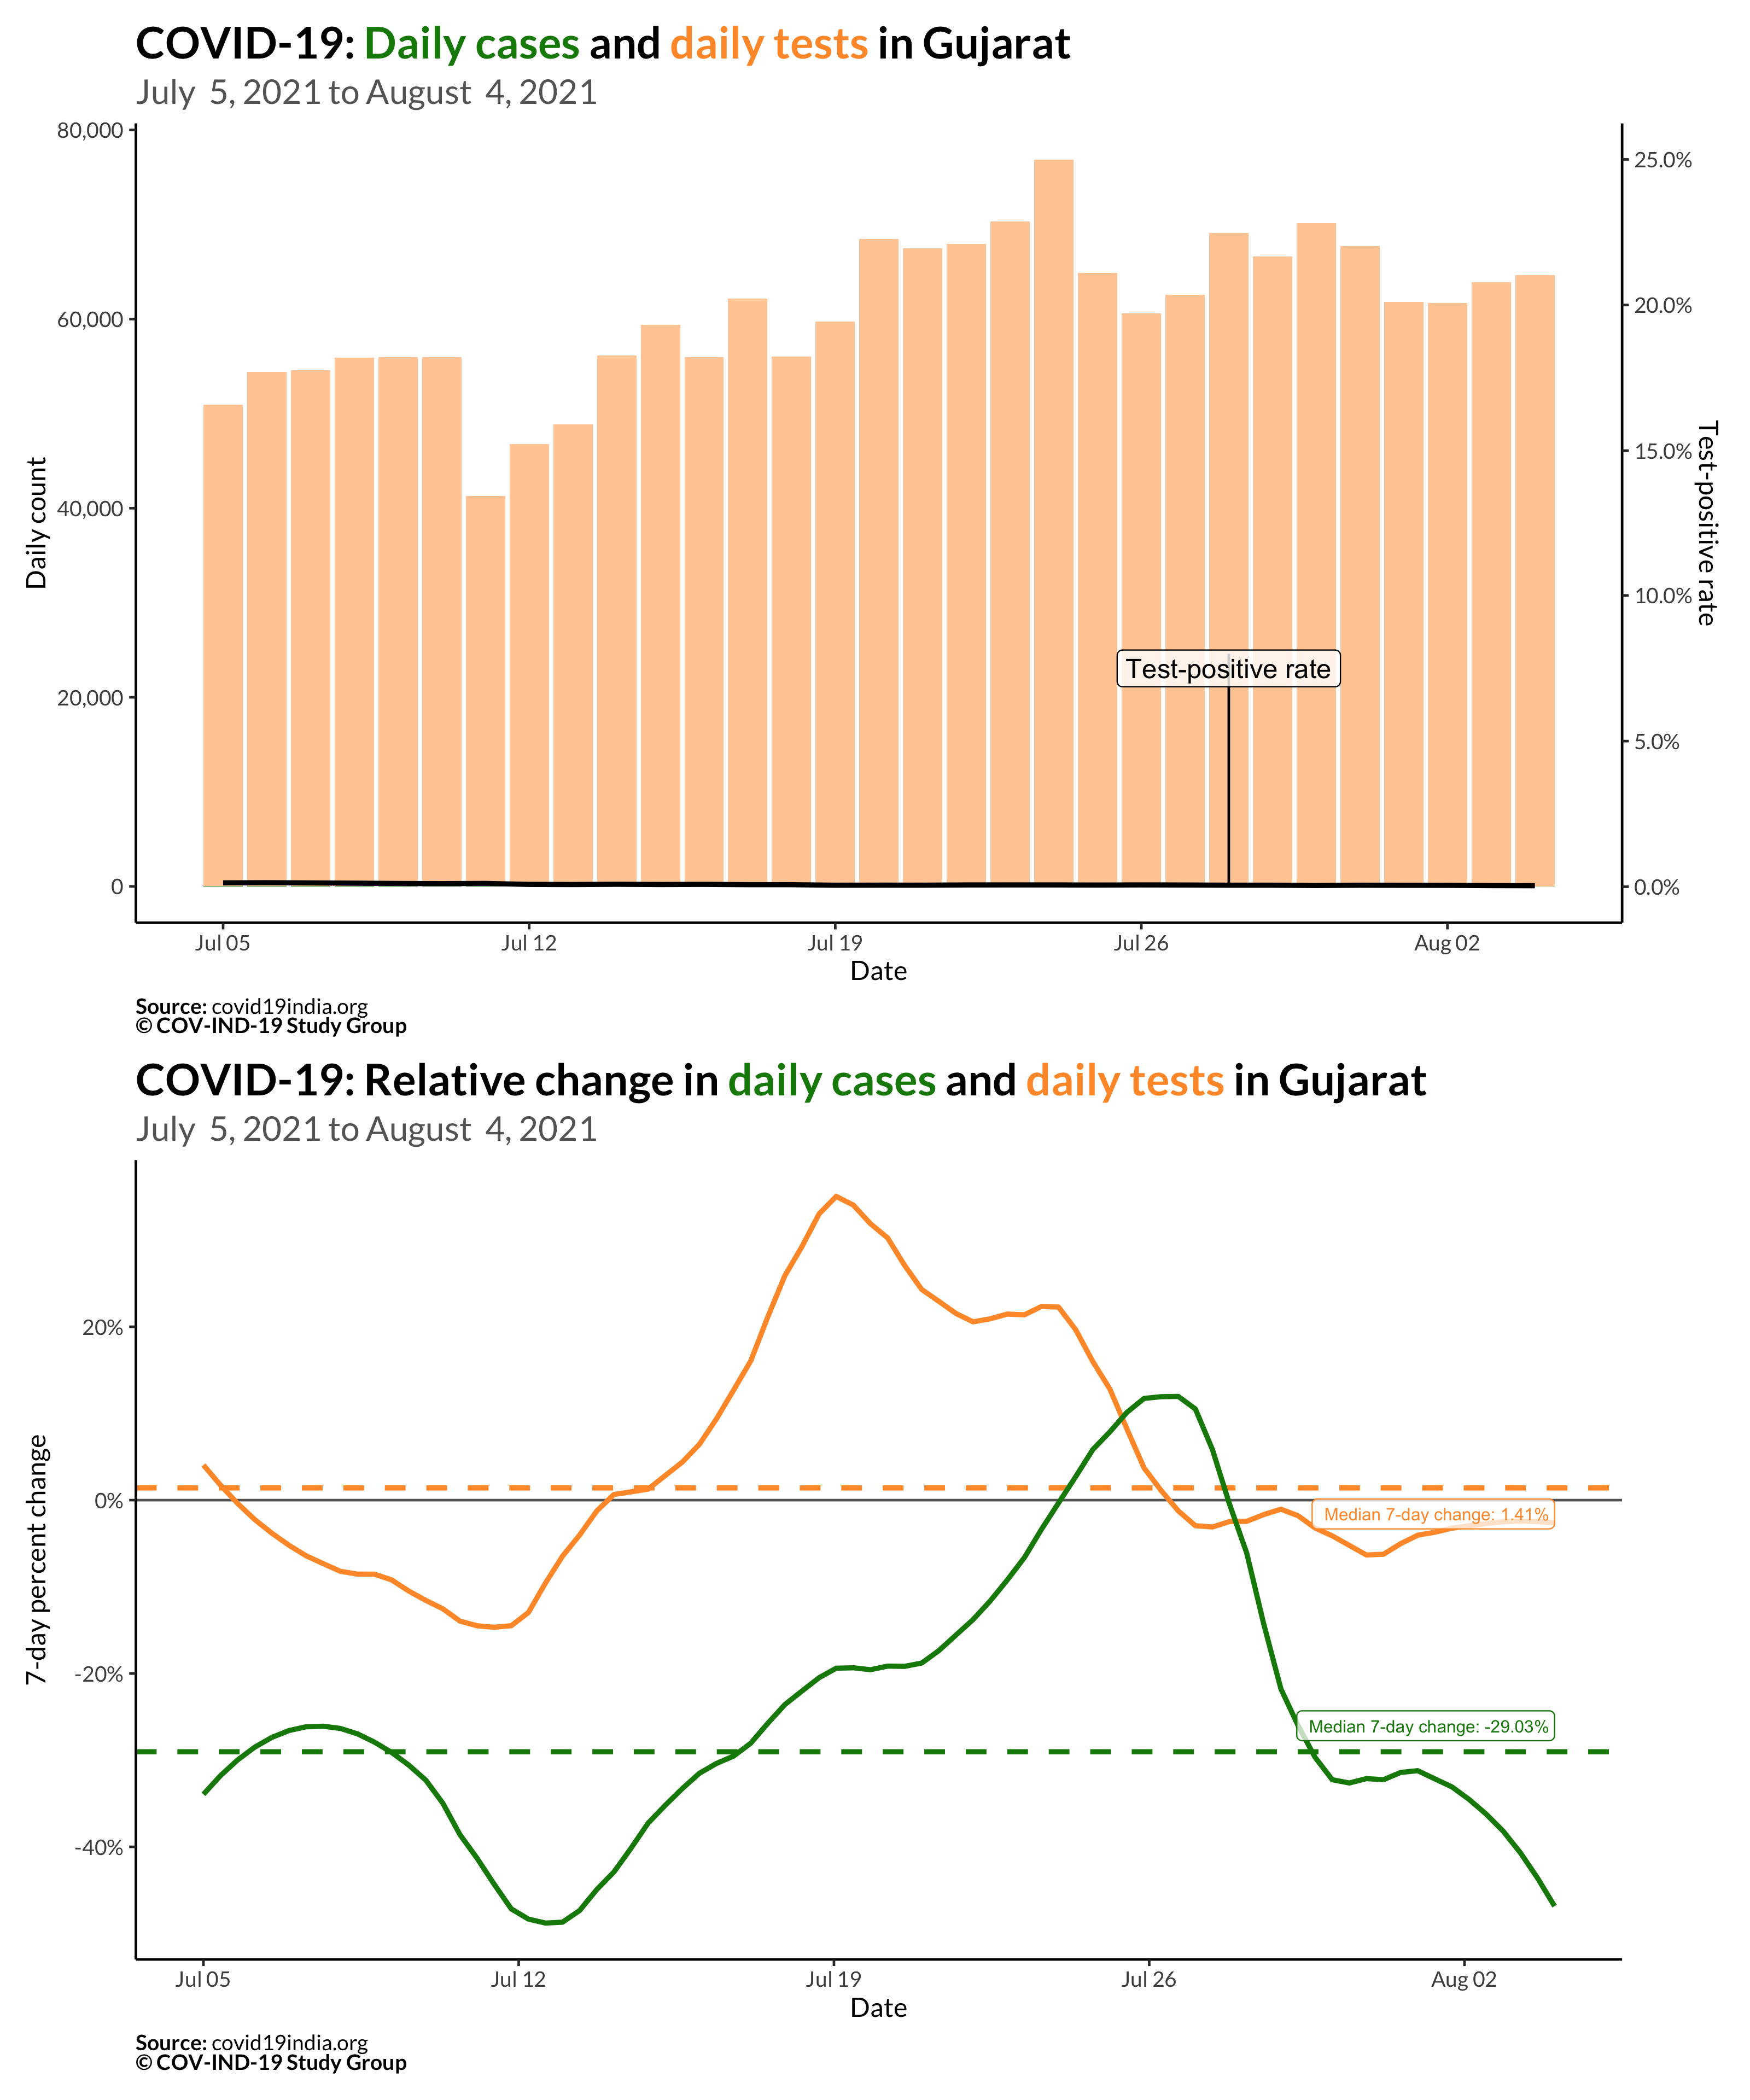 COVID-19: Daily cases and daily tests in Gujarat
July 5, 2021 to August 4, 2021
80,000
60,000
40,000
20,000
0
Daily count
25.0%
20.0%
15.0%
10.0%
5.0%
0.0%
Test-positive rate
Test-positive rate
Jul 05
Jul 12
Jul 19
Jul 26
Aug 02
Date
Source: covid19india.org
© COV-IND-19 Study Group
COVID-19: Relative change in daily cases and daily tests in Gujarat
July 5, 2021 to August 4, 2021
20%
0%
-20%
-40%
7-day percent change
Median 7-day change: 1.41%
Median 7-day change: -29.03%
Jul 05
Jul 12
Jul 19
Jul 26
Aug 02
Date
Source: covid19india.org
© COV-IND-19 Study Group